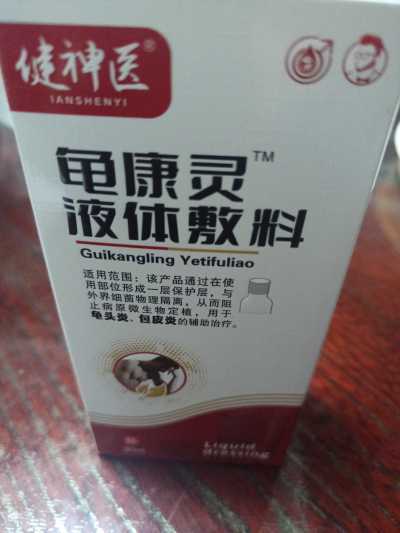 健神医®
IANSHENYI
龟康灵™
液体敷料
Guikangling Yetifuliao
适用范围：该产品通过在使
用部位形成一层保护层，与
外界细菌物理隔离，从而阻
止病原微生物定植，用于
龟头炎、包皮炎的辅助治疗。
Liquid
dressing